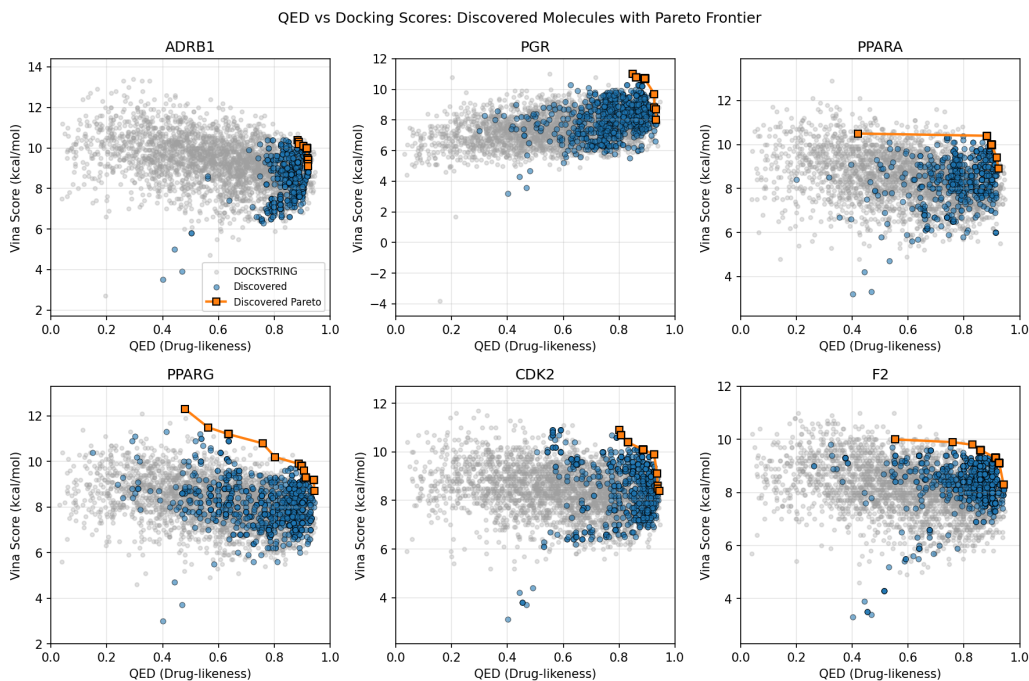 QED vs Docking Scores: Discovered Molecules with Pareto Frontier
ADRB1
14
12
10
8
6
4
2
0.0 0.2 0.4 0.6 0.8 1.0
Vina Score (kcal/mol)
QED (Drug-likeness)
DOCKSTRING
Discovered
Discovered Pareto
PGR
12
10
8
6
4
2
0
−2
−4
0.0 0.2 0.4 0.6 0.8 1.0
Vina Score (kcal/mol)
QED (Drug-likeness)
PPARA
12
10
8
6
4
0.0 0.2 0.4 0.6 0.8 1.0
Vina Score (kcal/mol)
QED (Drug-likeness)
PPARG
12
10
8
6
4
2
0.0 0.2 0.4 0.6 0.8 1.0
Vina Score (kcal/mol)
QED (Drug-likeness)
CDK2
12
10
8
6
4
0.0 0.2 0.4 0.6 0.8 1.0
Vina Score (kcal/mol)
QED (Drug-likeness)
F2
12
10
8
6
4
0.0 0.2 0.4 0.6 0.8 1.0
Vina Score (kcal/mol)
QED (Drug-likeness)